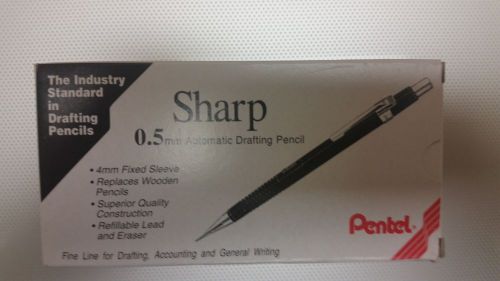 The Industry
Standard
in
Drafting
Pencils
Sharp
0.5mm Automatic Drafting Pencil
• 4mm Fixed Sleeve
• Replaces Wooden
Pencils
• Superior Quality
Construction
• Refillable Lead
and Eraser
Pentel®
Fine Line for Drafting, Accounting and General Writing